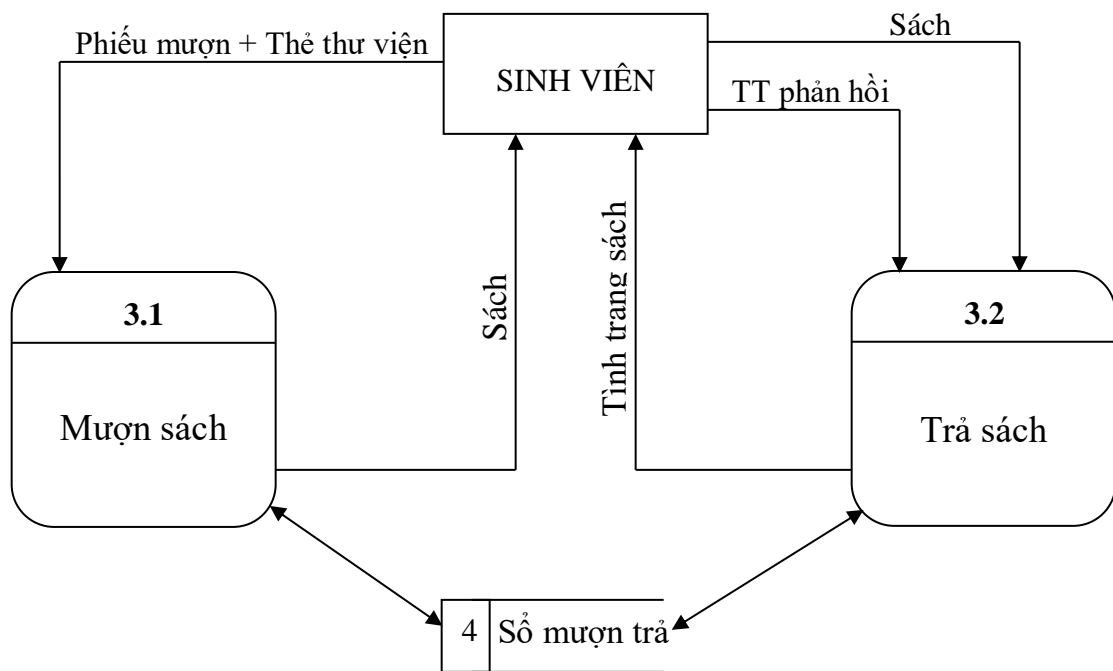 Sách
Phiếu mượn + Thẻ thư viện
SINH VIÊN
TT phản hồi
Sách
Tình trang sách
3.1
3.2
Mượn sách
Trả sách
4 Sổ mượn trả